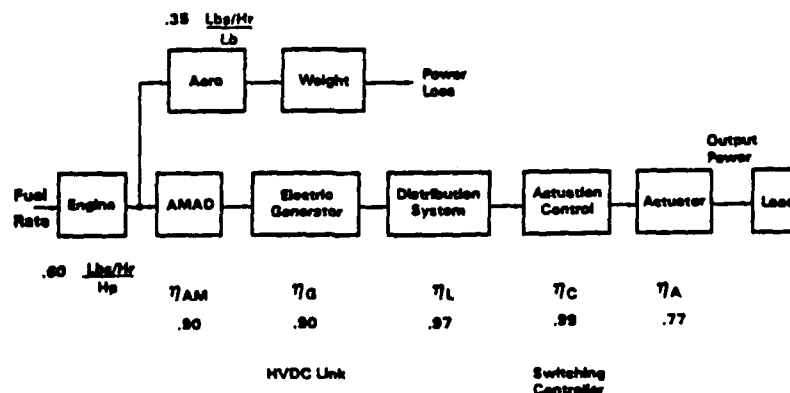 .35 Lbs/Hr
Lb
Aero
Weight
Power
Loss
Output
Power
Fuel
Rate
Engine
AMAD
Electric
Generator
Distribution
System
Actuation
Control
Actuator
Load
.60 Lbs/Hr
Hp
ηAM
ηG
ηL
ηC
ηA
.90
.90
.97
.99
.77
HVDC Link
Switching
Controller